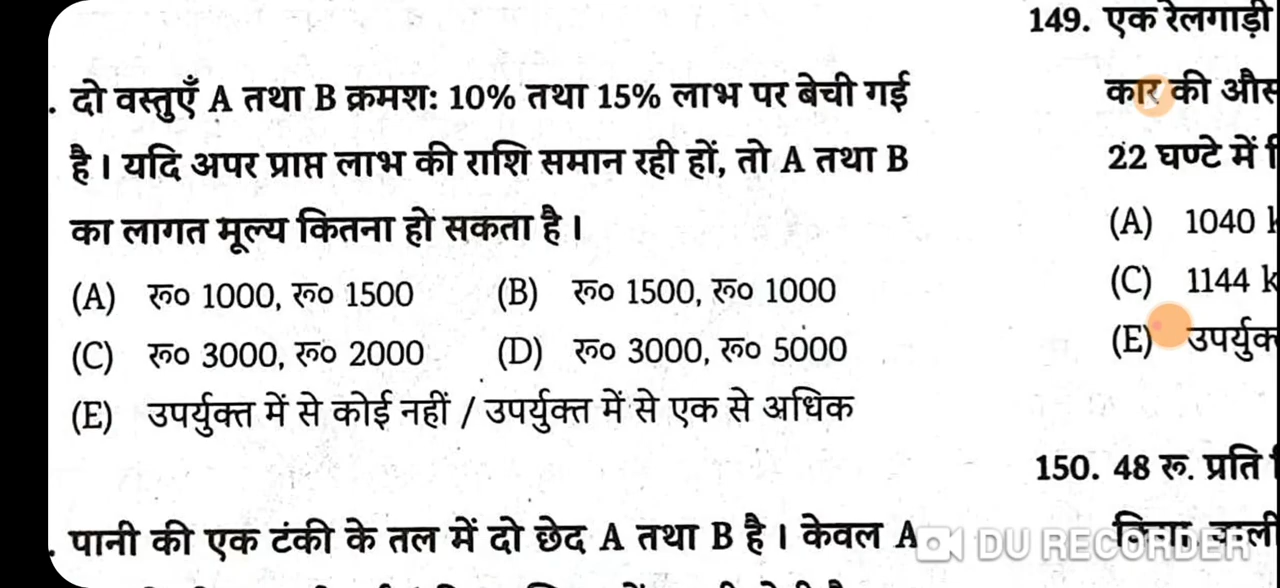 . दो वस्तुएँ A तथा B क्रमश: 10% तथा 15% लाभ पर बेची गई
है। यदि अपर प्राप्त लाभ की राशि समान रही हों, तो A तथा B
का लागत मूल्य कितना हो सकता है।
(A) रू० 1000, रू० 1500 (B) रू० 1500, रू० 1000
(C) रू० 3000, रू० 2000 (D) रू० 3000, रू० 5000
(E) उपर्युक्त में से कोई नहीं / उपर्युक्त में से एक से अधिक
. पानी की एक टंकी के तल में दो छेद A तथा B है। केवल A
149. एक रेलगाड़ी
कार की
22 घण्टे में
(A) 1040
(C) 1144
(E)
150. 48 रू. प्रति
DU RECORDER